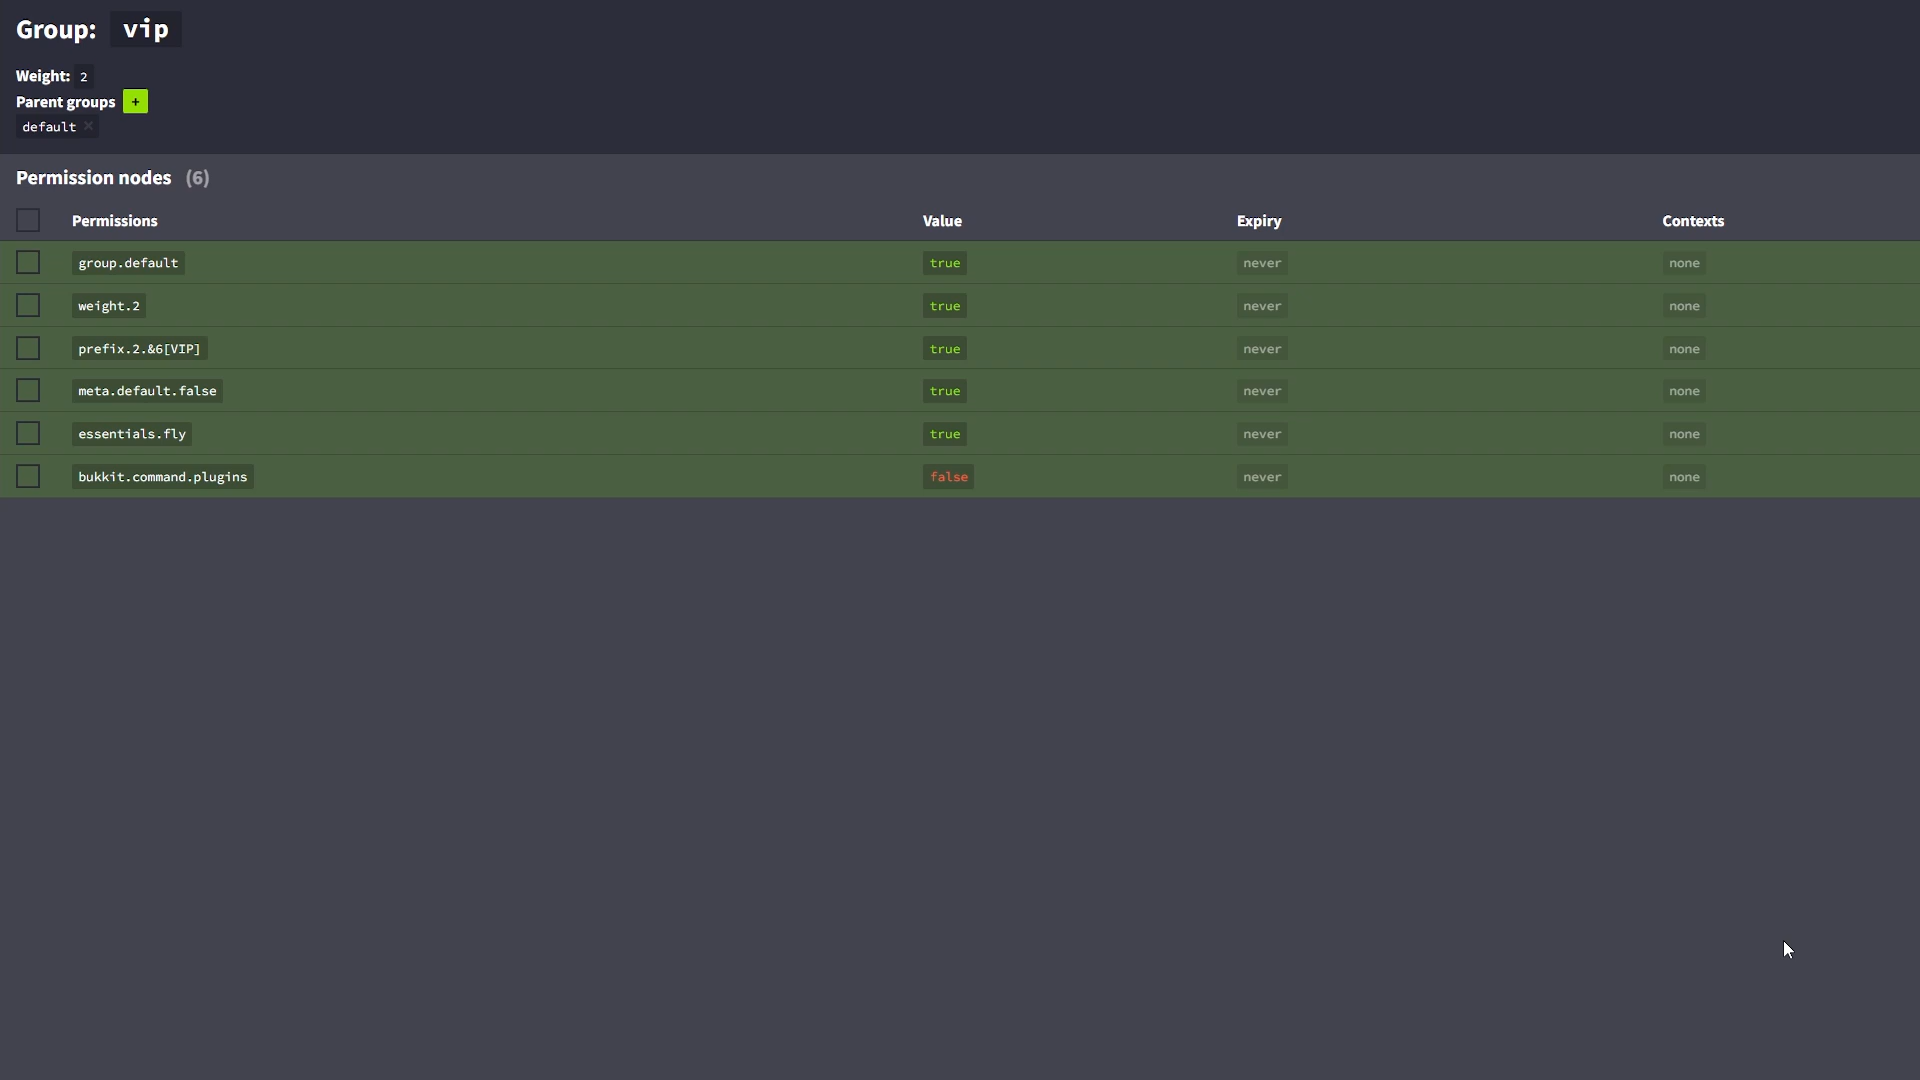 Group: vip
Weight: 2
Parent groups +
default ×
Permission nodes (6)
Permissions Value Expiry Contexts
group.default true never none
weight.2 true never none
prefix.2.&6[VIP] true never none
meta.default.false true never none
essentials.fly true never none
bukkit.command.plugins false never none